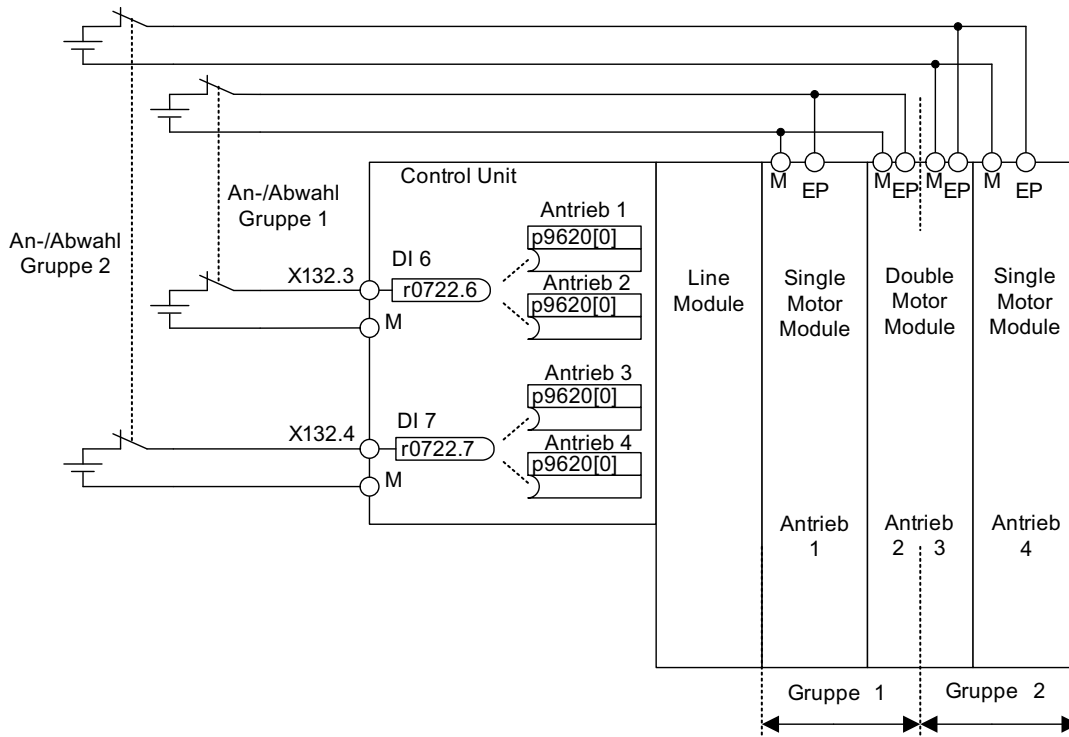 An-/Abwahl
Gruppe 2
An-/Abwahl
Gruppe 1
Control Unit
M
EP
M
EP
M
EP
M
EP
X132.3
DI 6
r0722.6
M
Antrieb 1
p9620[0]
Antrieb 2
p9620[0]
X132.4
DI 7
r0722.7
M
Antrieb 3
p9620[0]
Antrieb 4
p9620[0]
Line
Module
Single
Motor
Module
Double
Motor
Module
Single
Motor
Module
Antrieb
1
Antrieb
2 3
Antrieb
4
Gruppe 1
Gruppe 2